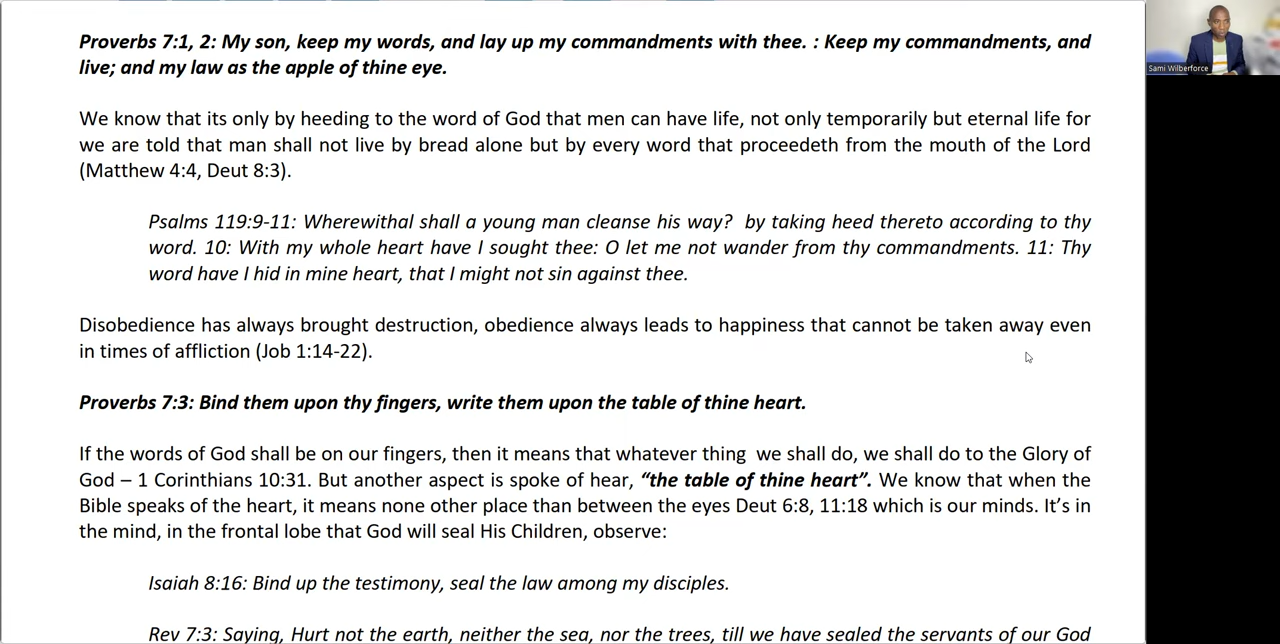 Proverbs 7:1, 2: My son, keep my words, and lay up my commandments with thee. : Keep my commandments, and
live; and my law as the apple of thine eye.
We know that its only by heeding to the word of God that men can have life, not only temporarily but eternal life for
we are told that man shall not live by bread alone but by every word that proceedeth from the mouth of the Lord
(Matthew 4:4, Deut 8:3).
Psalms 119:9-11: Wherewithal shall a young man cleanse his way? by taking heed thereto according to thy
word. 10: With my whole heart have I sought thee: O let me not wander from thy commandments. 11: Thy
word have I hid in mine heart, that I might not sin against thee.
Disobedience has always brought destruction, obedience always leads to happiness that cannot be taken away even
in times of affliction (Job 1:14-22).
Proverbs 7:3: Bind them upon thy fingers, write them upon the table of thine heart.
If the words of God shall be on our fingers, then it means that whatever thing we shall do, we shall do to the Glory of
God – 1 Corinthians 10:31. But another aspect is spoke of hear, “the table of thine heart”. We know that when the
Bible speaks of the heart, it means none other place than between the eyes Deut 6:8, 11:18 which is our minds. It’s in
the mind, in the frontal lobe that God will seal His Children, observe:
Isaiah 8:16: Bind up the testimony, seal the law among my disciples.
Rev 7:3: Saying, Hurt not the earth, neither the sea, nor the trees, till we have sealed the servants of our God
Sami Wilberforce